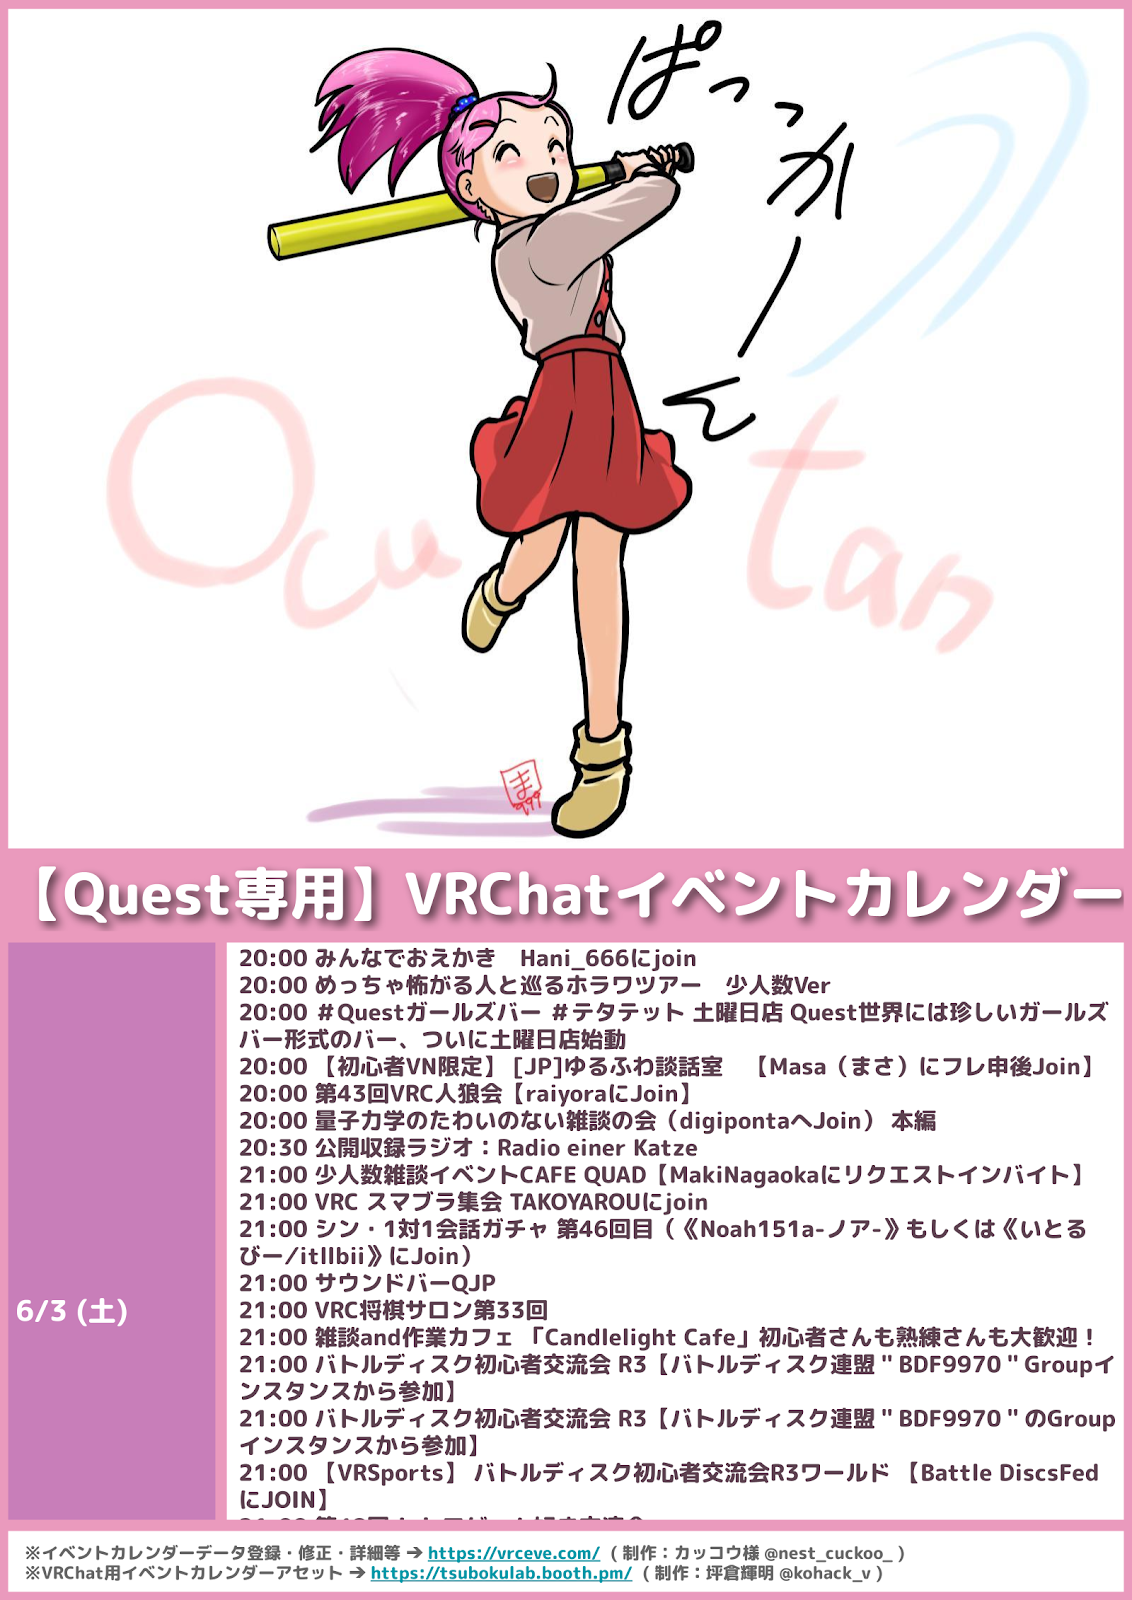 ぱっっかーん
Ocu tan
ま
999
【Quest専用】VRChatイベントカレンダー
6/3 (土)
20:00 みんなでおえかき　Hani_666にjoin
20:00 めっちゃ怖がる人と巡るホラワツアー　少人数Ver
20:00 ＃Questガールズバー ＃テタテット 土曜日店 Quest世界には珍しいガールズ
バー形式のバー、ついに土曜日店始動
20:00 【初心者VN限定】 [JP]ゆるふわ談話室　【Masa（まさ）にフレ申後Join】
20:00 第43回VRC人狼会【raiyoraにJoin】
20:00 量子力学のたわいのない雑談の会（digipontaへJoin） 本編
20:30 公開収録ラジオ：Radio einer Katze
21:00 少人数雑談イベントCAFE QUAD【MakiNagaokaにリクエストインバイト】
21:00 VRC スマブラ集会 TAKOYAROUにjoin
21:00 シン・1対1会話ガチャ 第46回目（《Noah151a-ノア-》もしくは《いとる
びー/itllbii》にJoin）
21:00 サウンドバーQJP
21:00 VRC将棋サロン第33回
21:00 雑談and作業カフェ 「Candlelight Cafe」初心者さんも熟練さんも大歓迎！
21:00 バトルディスク初心者交流会 R3【バトルディスク連盟 " BDF9970 " Groupイ
ンスタンスから参加】
21:00 バトルディスク初心者交流会 R3【バトルディスク連盟 " BDF9970 " のGroup
インスタンスから参加】
21:00 【VRSports】 バトルディスク初心者交流会R3ワールド 【Battle DiscsFed
にJOIN】
※イベントカレンダーデータ登録・修正・詳細等 ➔ https://vrceve.com/ （ 制作：カッコウ様 @nest_cuckoo_ ）
※VRChat用イベントカレンダーアセット ➔ https://tsubokulab.booth.pm/ （ 制作：坪倉輝明 @kohack_v ）